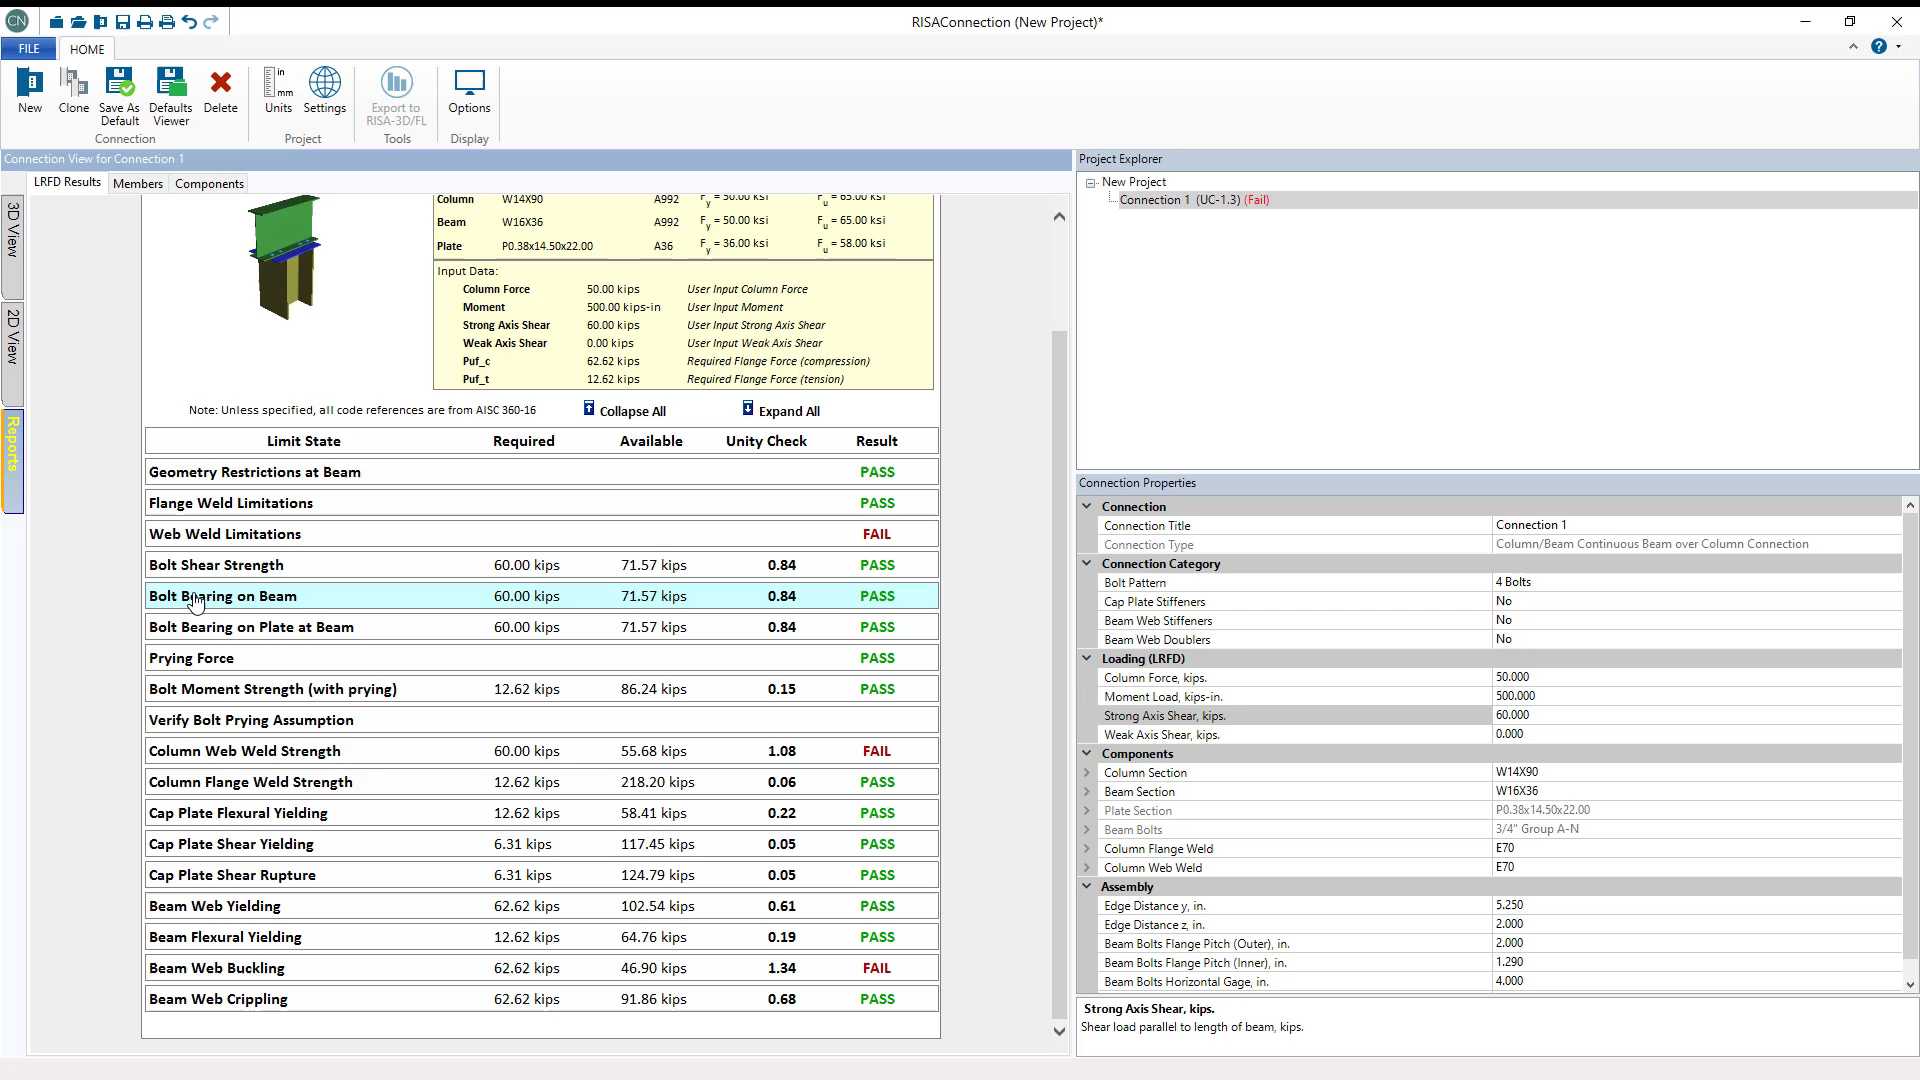 CN
RISAConnection (New Project)*
FILE HOME
in
mm
New Clone Save As Default Defaults Viewer Delete Units Settings Export to RISA-3D/FL Options
Connection Project Tools Display
Connection View for Connection 1
LRFD Results Members Components
3D View
2D View
Reports
Column W14X90 A992 Fy = 50.00 ksi Fu = 65.00 ksi
Beam W16X36 A992 Fy = 50.00 ksi Fu = 65.00 ksi
Plate P0.38x14.50x22.00 A36 Fy = 36.00 ksi Fu = 58.00 ksi
Input Data:
Column Force 50.00 kips User Input Column Force
Moment 500.00 kips-in User Input Moment
Strong Axis Shear 60.00 kips User Input Strong Axis Shear
Weak Axis Shear 0.00 kips User Input Weak Axis Shear
Puf_c 62.62 kips Required Flange Force (compression)
Puf_t 12.62 kips Required Flange Force (tension)
Note: Unless specified, all code references are from AISC 360-16 Collapse All Expand All
Limit State Required Available Unity Check Result
Geometry Restrictions at Beam PASS
Flange Weld Limitations PASS
Web Weld Limitations FAIL
Bolt Shear Strength 60.00 kips 71.57 kips 0.84 PASS
Bolt Bearing on Beam 60.00 kips 71.57 kips 0.84 PASS
Bolt Bearing on Plate at Beam 60.00 kips 71.57 kips 0.84 PASS
Prying Force PASS
Bolt Moment Strength (with prying) 12.62 kips 86.24 kips 0.15 PASS
Verify Bolt Prying Assumption
Column Web Weld Strength 60.00 kips 55.68 kips 1.08 FAIL
Column Flange Weld Strength 12.62 kips 218.20 kips 0.06 PASS
Cap Plate Flexural Yielding 12.62 kips 58.41 kips 0.22 PASS
Cap Plate Shear Yielding 6.31 kips 117.45 kips 0.05 PASS
Cap Plate Shear Rupture 6.31 kips 124.79 kips 0.05 PASS
Beam Web Yielding 62.62 kips 102.54 kips 0.61 PASS
Beam Flexural Yielding 12.62 kips 64.76 kips 0.19 PASS
Beam Web Buckling 62.62 kips 46.90 kips 1.34 FAIL
Beam Web Crippling 62.62 kips 91.86 kips 0.68 PASS
Project Explorer
New Project
Connection 1 (UC-1.3) (Fail)
Connection Properties
Connection
Connection Title Connection 1
Connection Type Column/Beam Continuous Beam over Column Connection
Connection Category
Bolt Pattern 4 Bolts
Cap Plate Stiffeners No
Beam Web Stiffeners No
Beam Web Doublers No
Loading (LRFD)
Column Force, kips. 50.000
Moment Load, kips-in. 500.000
Strong Axis Shear, kips. 60.000
Weak Axis Shear, kips. 0.000
Components
Column Section W14X90
Beam Section W16X36
Plate Section P0.38x14.50x22.00
Beam Bolts 3/4" Group A-N
Column Flange Weld E70
Column Web Weld E70
Assembly
Edge Distance y, in. 5.250
Edge Distance z, in. 2.000
Beam Bolts Flange Pitch (Outer), in. 2.000
Beam Bolts Flange Pitch (Inner), in. 1.290
Beam Bolts Horizontal Gage, in. 4.000
Strong Axis Shear, kips.
Shear load parallel to length of beam, kips.